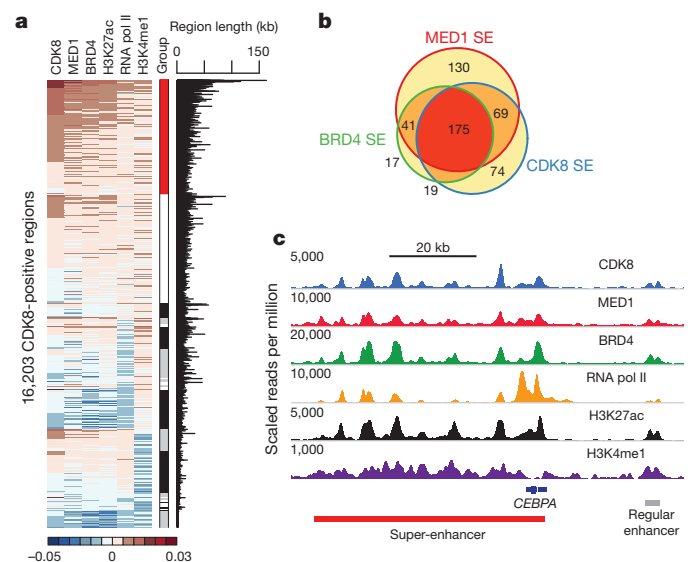 a
CDK8
MED1
BRD4
H3K27ac
RNA pol II
H3K4me1
Group
Region length (kb)
0 150
16,203 CDK8-positive regions
−0.05 0 0.03
b
MED1 SE
130
41
175
69
BRD4 SE
CDK8 SE
17
19
74
c
20 kb
Scaled reads per million
5,000 CDK8
10,000 MED1
20,000 BRD4
10,000 RNA pol II
5,000 H3K27ac
1,000 H3K4me1
CEBPA
Super-enhancer
Regular
enhancer